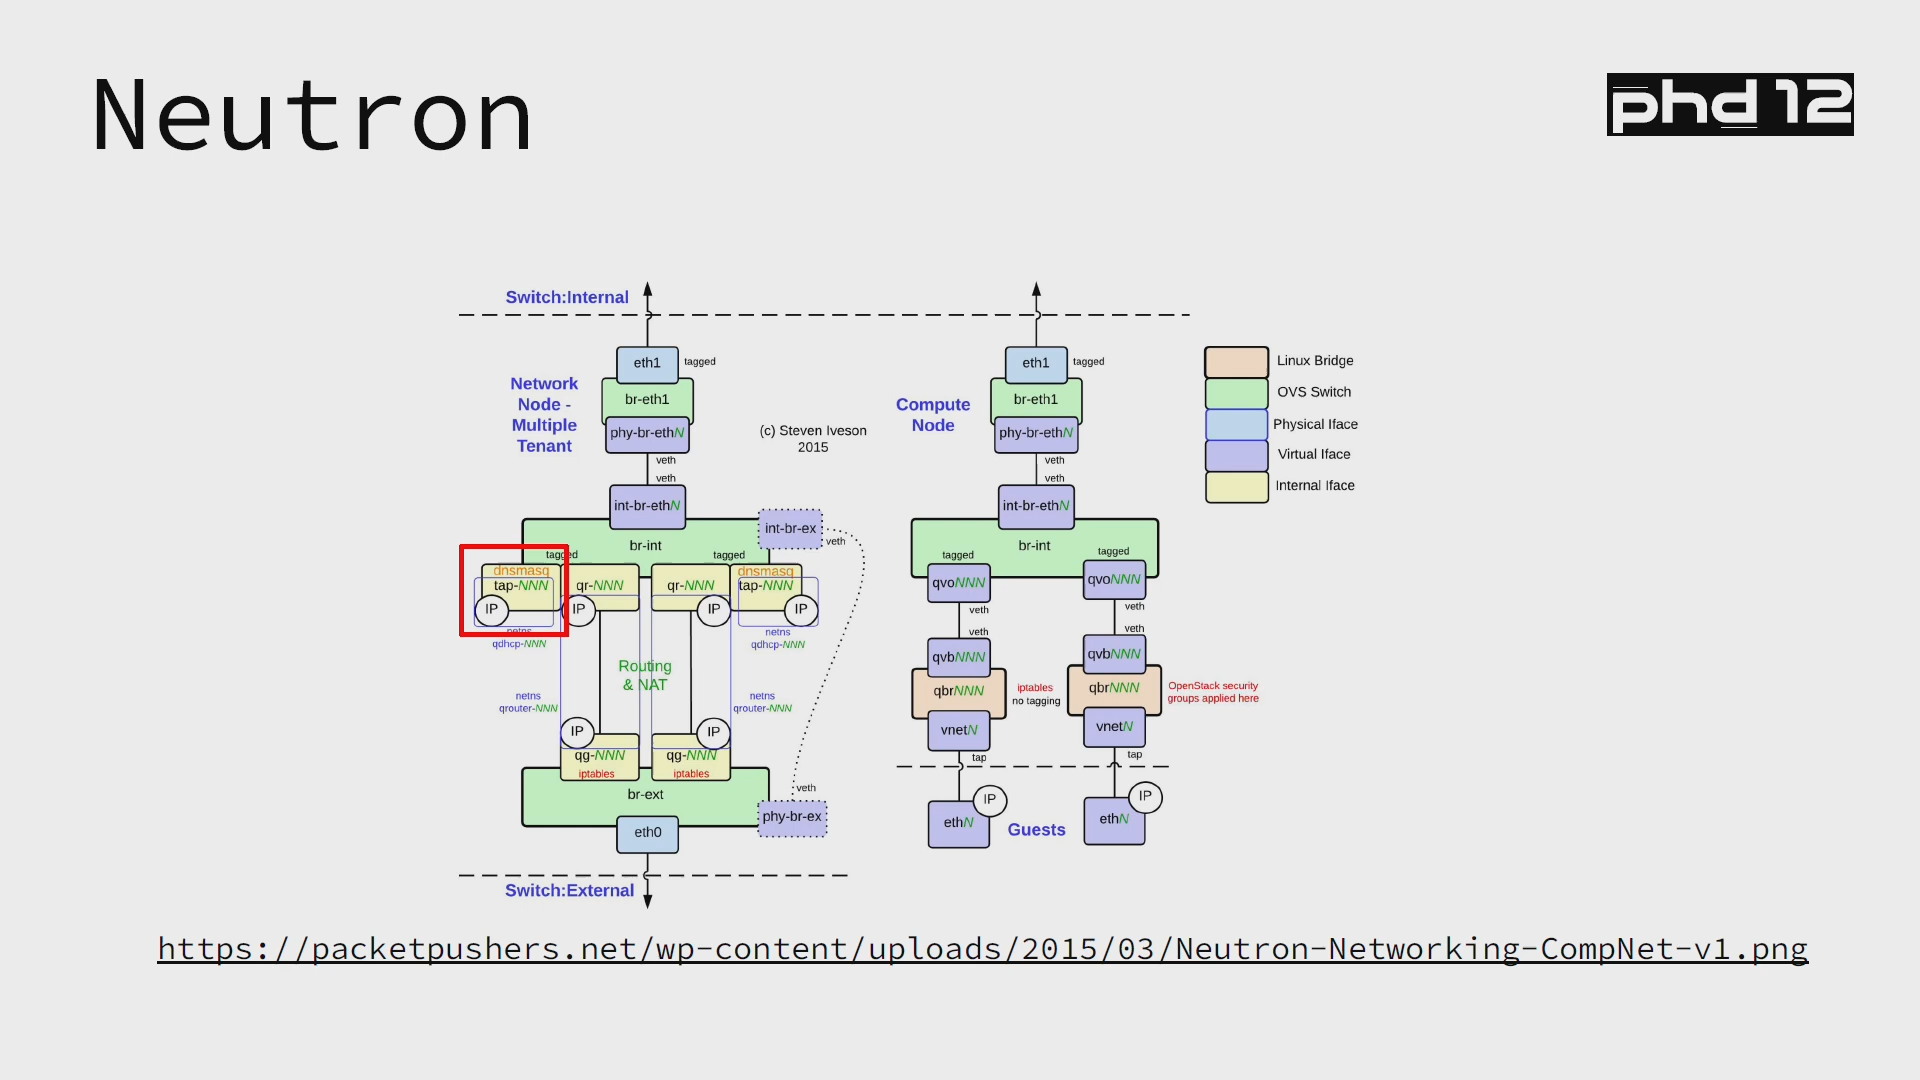 Neutron
phd 12
Switch:Internal
eth1
tagged
br-eth1
phy-br-ethN
Network
Node -
Multiple
Tenant
(c) Steven Iveson
2015
veth
veth
int-br-ethN
int-br-ex
veth
br-int
tagged
tagged
dnsmasq
tap-NNN
IP
qr-NNN
IP
qr-NNN
IP
dnsmasq
tap-NNN
IP
netns
qdhcp-NNN
netns
qdhcp-NNN
Routing
& NAT
netns
qrouter-NNN
netns
qrouter-NNN
IP
IP
qg-NNN
iptables
qg-NNN
iptables
veth
br-ext
phy-br-ex
eth0
Switch:External
eth1
tagged
br-eth1
phy-br-ethN
Compute
Node
veth
veth
int-br-ethN
br-int
tagged
tagged
qvoNNN
qvoNNN
veth
veth
veth
veth
qvbNNN
qvbNNN
qbrNNN
iptables
no tagging
qbrNNN
OpenStack security
groups applied here
vnetN
vnetN
tap
tap
IP
IP
ethN
ethN
Guests
Linux Bridge
OVS Switch
Physical Iface
Virtual Iface
Internal Iface
https://packetpushers.net/wp-content/uploads/2015/03/Neutron-Networking-CompNet-v1.png